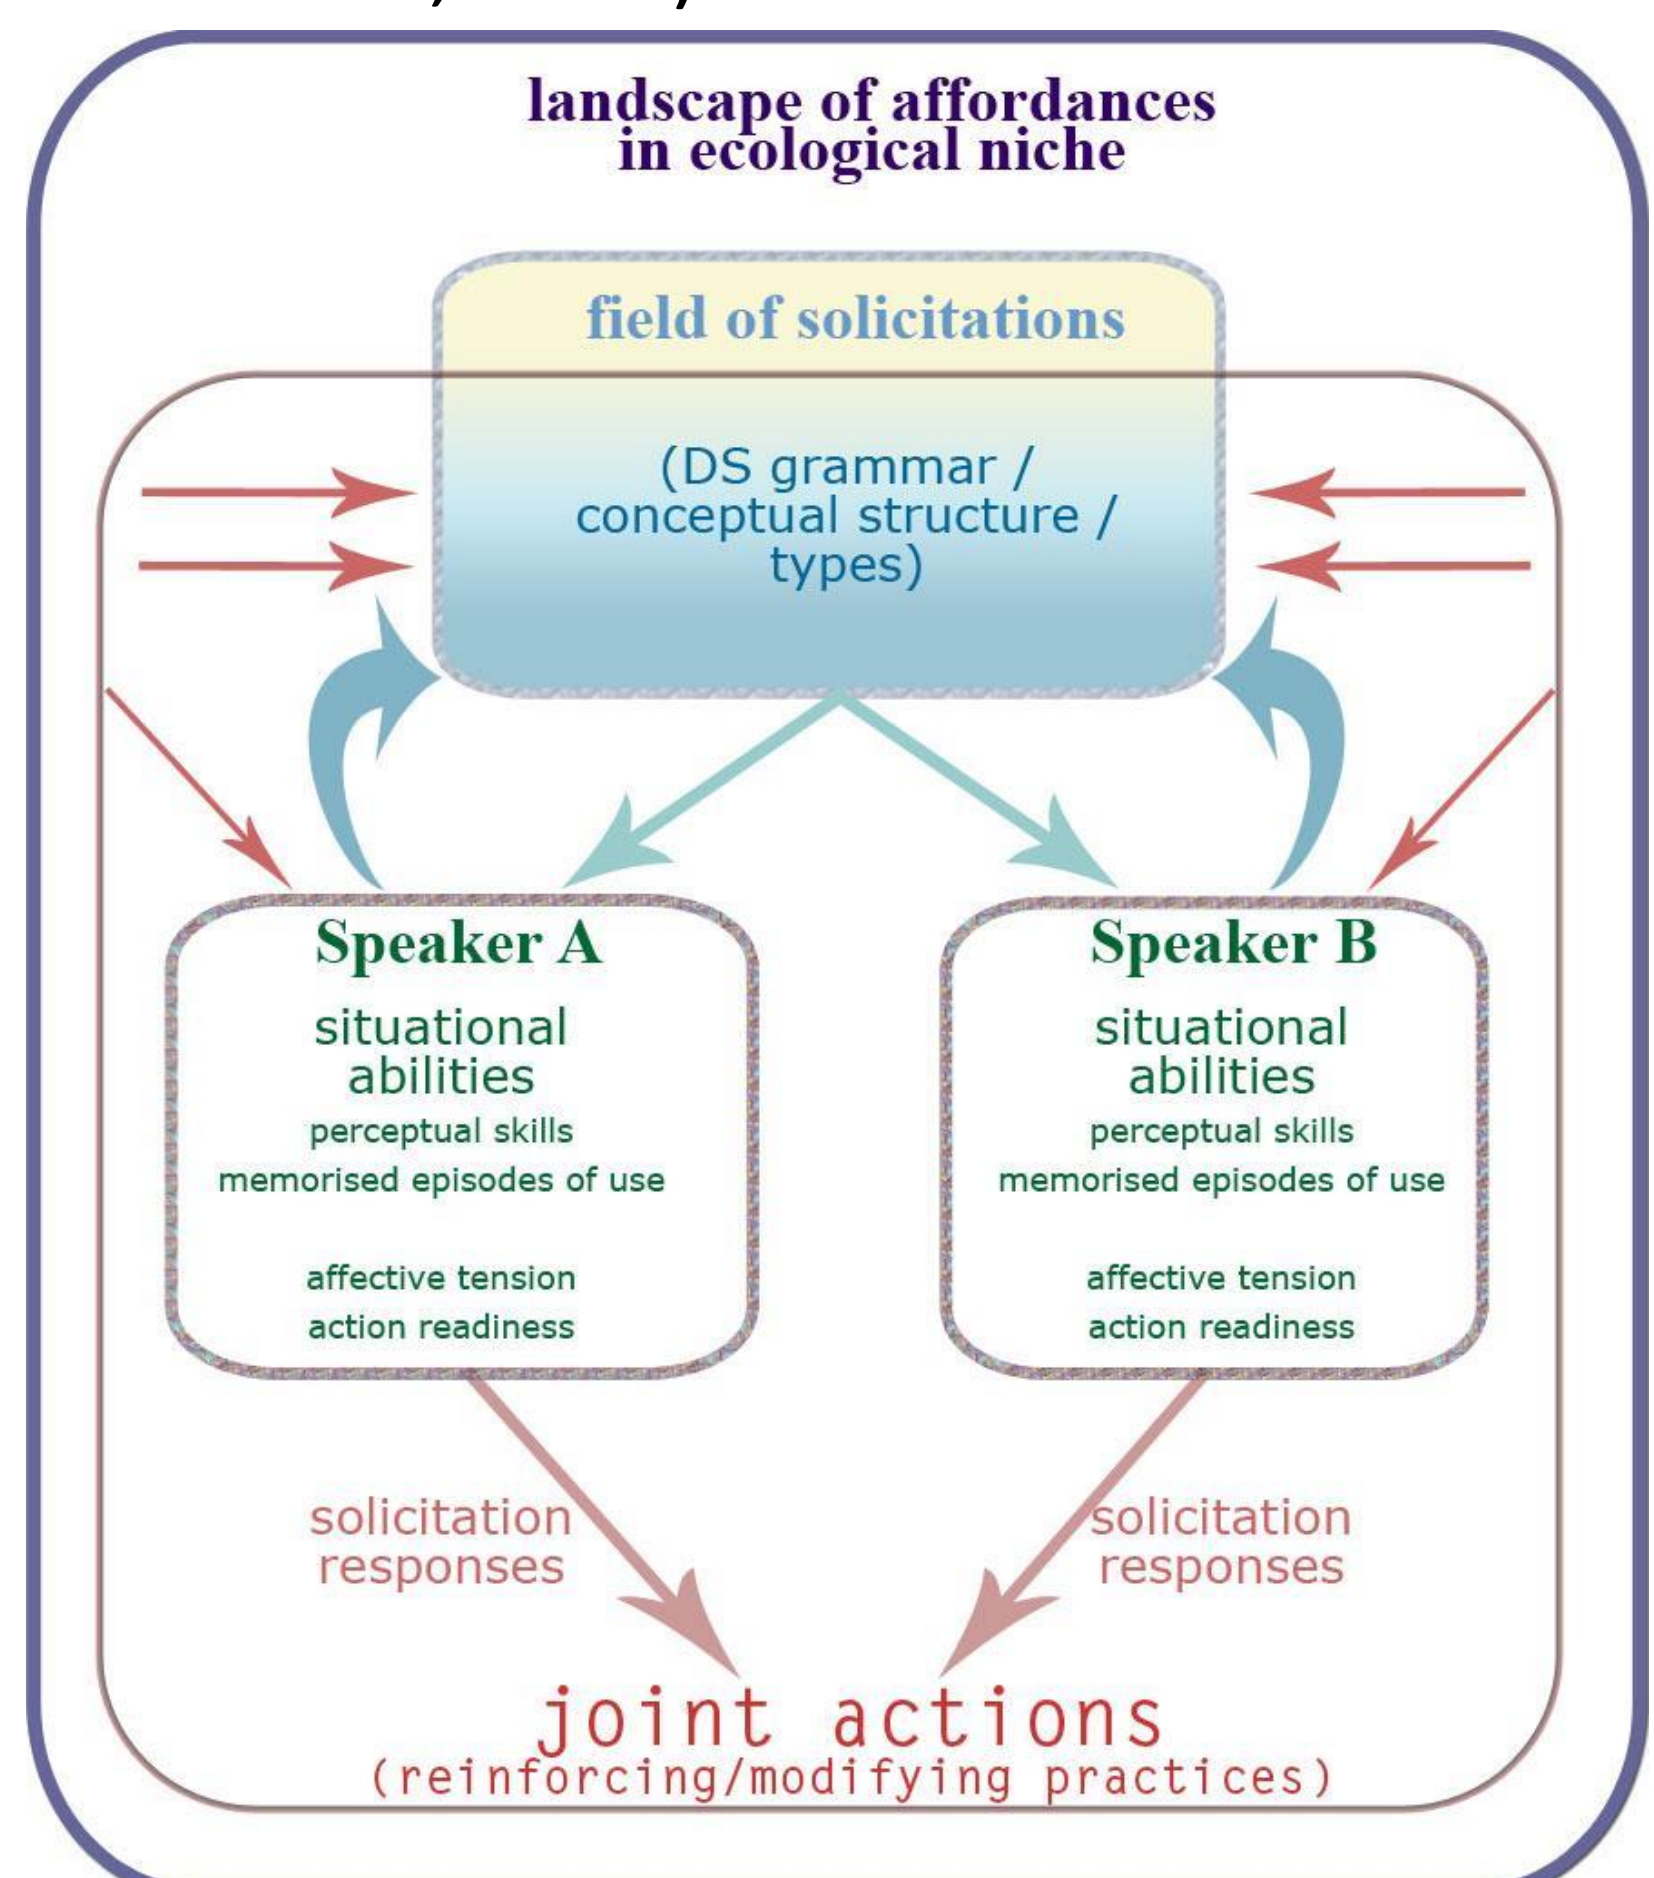 landscape of affordances
in ecological niche
field of solicitations
(DS grammar /
conceptual structure /
types)
Speaker A
situational
abilities
perceptual skills
memorised episodes of use
affective tension
action readiness
Speaker B
situational
abilities
perceptual skills
memorised episodes of use
affective tension
action readiness
solicitation
responses
solicitation
responses
joint actions
(reinforcing/modifying practices)